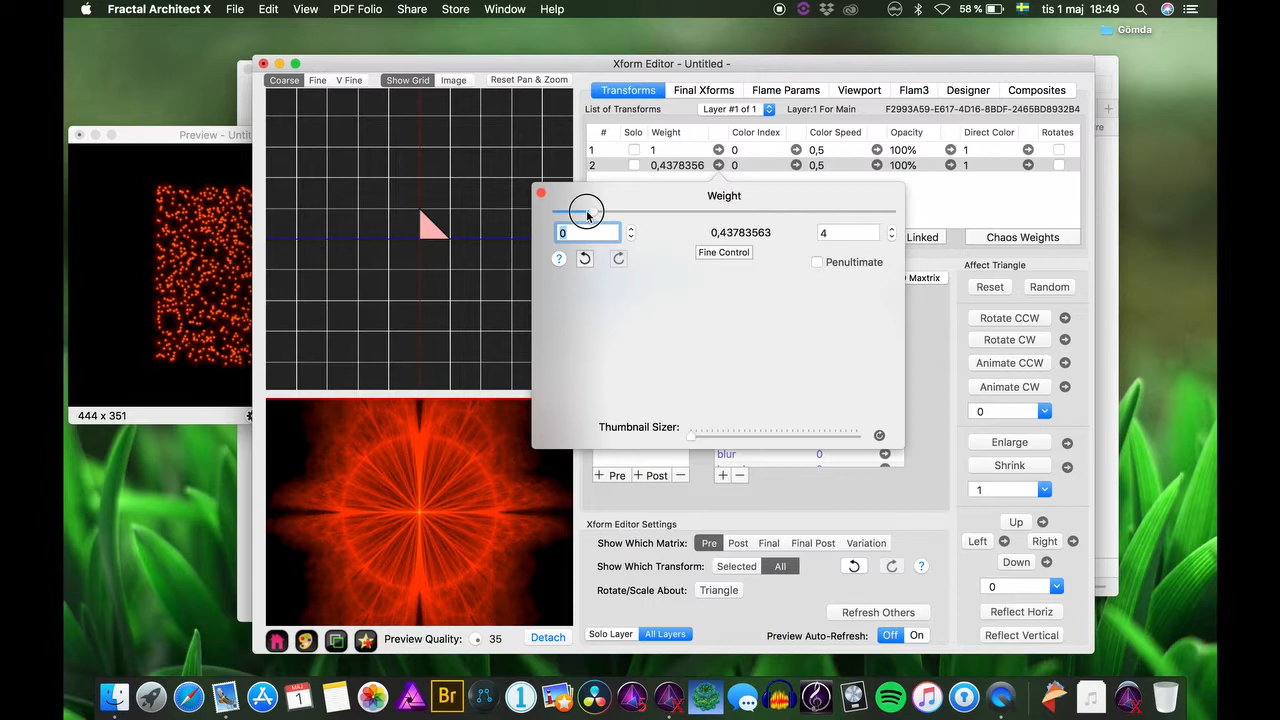 Fractal Architect X File Edit View PDF Folio Share Store Window Help 58 % tis 1 maj 18:49
Gömda
Xform Editor - Untitled -
Coarse Fine V Fine Show Grid Image Reset Pan & Zoom
Transforms Final Xforms Flame Params Viewport Flam3 Designer Composites
List of Transforms Layer #1 of 1 Layer:1 For Main F2993A59-E617-4D16-8BDF-2465BD8932B4
Preview - Untit
# Solo Weight Color Index Color Speed Opacity Direct Color Rotates
1 1 0 0,5 100% 1
2 0,4378356 0 0,5 100% 1
Weight
0 0,43783563 4
Fine Control
? Penultimate
Linked Chaos Weights
Affect Triangle
Maxtrix
Reset Random
Rotate CCW
Rotate CW
Animate CCW
Animate CW
0
444 x 351
Thumbnail Sizer:
Enlarge
blur 0
Shrink
+ Pre + Post − + −
1
Xform Editor Settings
Up
Show Which Matrix: Pre Post Final Final Post Variation
Left Right
Show Which Transform: Selected All ?
Down
Rotate/Scale About: Triangle
0
Refresh Others
Reflect Horiz
Preview Quality: 35 Detach Solo Layer All Layers Preview Auto-Refresh: Off On
Reflect Vertical
MAJ
1
Br
1